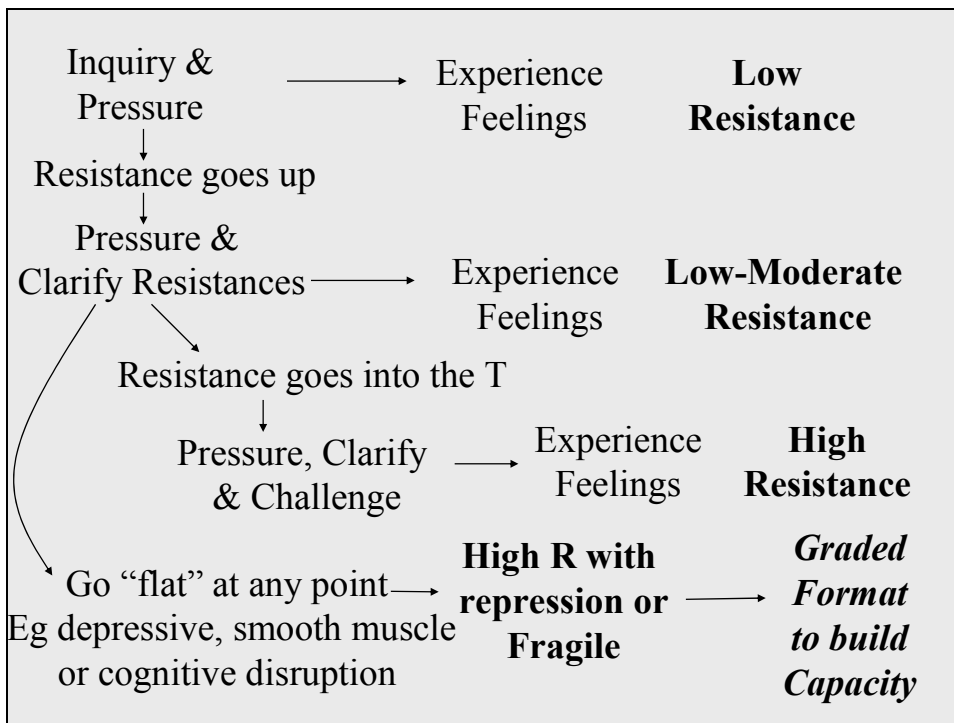 Inquiry &
Pressure
Experience
Feelings
Low
Resistance
Resistance goes up
Pressure &
Clarify Resistances
Experience
Feelings
Low-Moderate
Resistance
Resistance goes into the T
Pressure, Clarify
& Challenge
Experience
Feelings
High
Resistance
Go “flat” at any point
Eg depressive, smooth muscle
or cognitive disruption
High R with
repression or
Fragile
Graded
Format
to build
Capacity